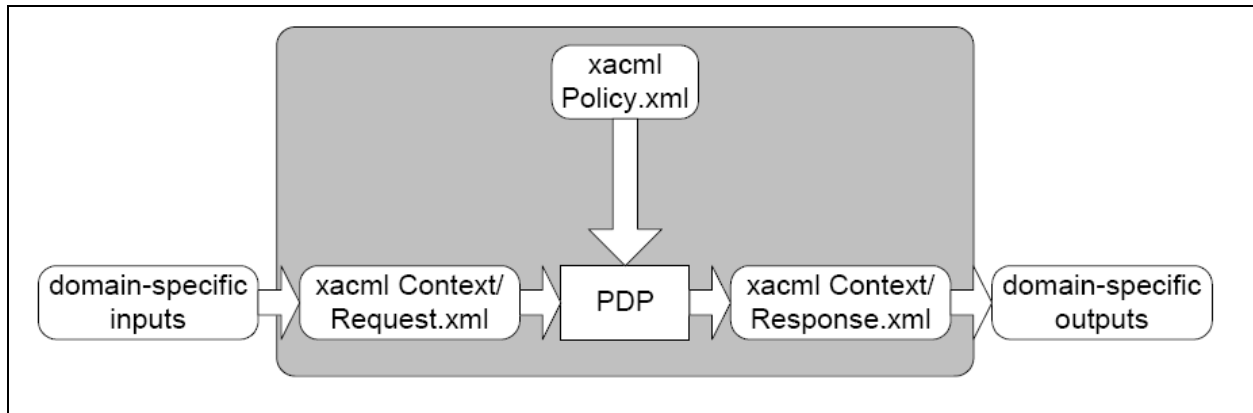 xacml
Policy.xml
domain-specific
inputs
xacml Context/
Request.xml
PDP
xacml Context/
Response.xml
domain-specific
outputs